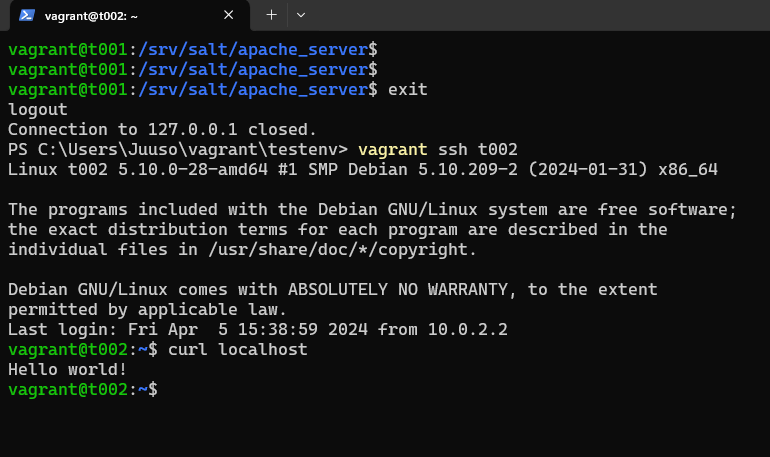 vagrant@t002: ~
vagrant@t001:/srv/salt/apache_server$
vagrant@t001:/srv/salt/apache_server$
vagrant@t001:/srv/salt/apache_server$ exit
logout
Connection to 127.0.0.1 closed.
PS C:\Users\Juuso\vagrant\testenv> vagrant ssh t002
Linux t002 5.10.0-28-amd64 #1 SMP Debian 5.10.209-2 (2024-01-31) x86_64
The programs included with the Debian GNU/Linux system are free software;
the exact distribution terms for each program are described in the
individual files in /usr/share/doc/*/copyright.
Debian GNU/Linux comes with ABSOLUTELY NO WARRANTY, to the extent
permitted by applicable law.
Last login: Fri Apr  5 15:38:59 2024 from 10.0.2.2
vagrant@t002:~$ curl localhost
Hello world!
vagrant@t002:~$